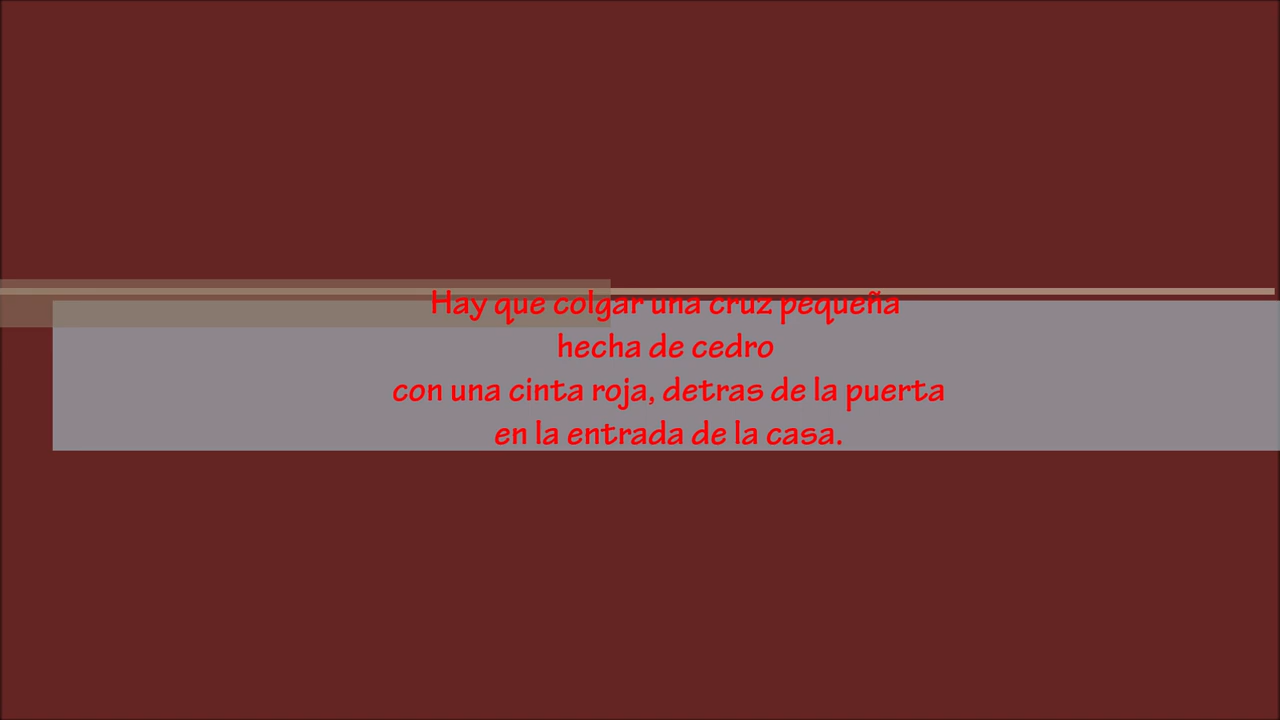 Hay que colgar una cruz pequeña
hecha de cedro
con una cinta roja, detras de la puerta
en la entrada de la casa.